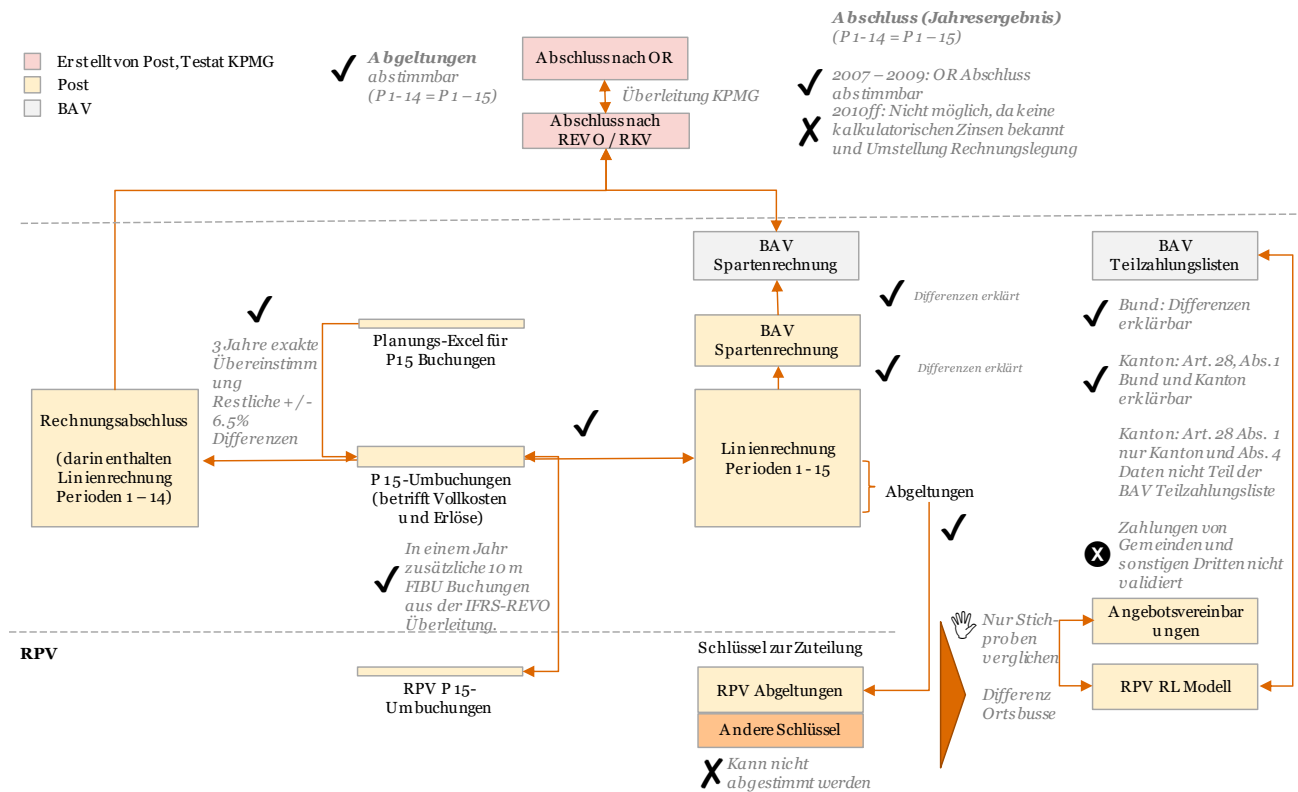 Erstellt von Post, Testat KPMG
Post
BAV
Abgeltungen
abstimmbar
(P 1- 14 = P 1 – 15)
Abschluss nach OR
Überleitung KPMG
Abschluss nach
REVO / RKV
Abschluss (Jahresergebnis)
(P 1-14 = P 1 – 15)
2007 – 2009: OR Abschluss
abstimmbar
2010ff: Nicht möglich, da keine
kalkulatorischen Zinsen bekannt
und Umstellung Rechnungslegung
BAV
Spartenrechnung
Differenzen erklärt
BAV
Spartenrechnung
Differenzen erklärt
BAV
Teilzahlungslisten
Bund: Differenzen
erklärbar
Kanton: Art. 28, Abs. 1
Bund und Kanton
erklärbar
Kanton: Art. 28 Abs. 1
nur Kanton und Abs. 4
Daten nicht Teil der
BAV Teilzahlungsliste
Zahlungen von
Gemeinden und
sonstigen Dritten nicht
validiert
3 Jahre exakte
Übereinstimm
ung
Restliche +/-
6.5%
Differenzen
Planungs-Excel für
P15 Buchungen
Rechnungsabschluss
(darin enthalten
Linienrechnung
Perioden 1 – 14)
P 15-Umbuchungen
(betrifft Vollkosten
und Erlöse)
Linienrechnung
Perioden 1 - 15
Abgeltungen
In einem Jahr
zusätzliche 10 m
FIBU Buchungen
aus der IFRS-REVO
Überleitung.
RPV
RPV P 15-
Umbuchungen
Schlüssel zur Zuteilung
RPV Abgeltungen
Andere Schlüssel
Kann nicht
abgestimmt werden
Nur Stich-
proben
verglichen
Differenz
Ortsbusse
Angebotsvereinbar
ungen
RPV RL Modell